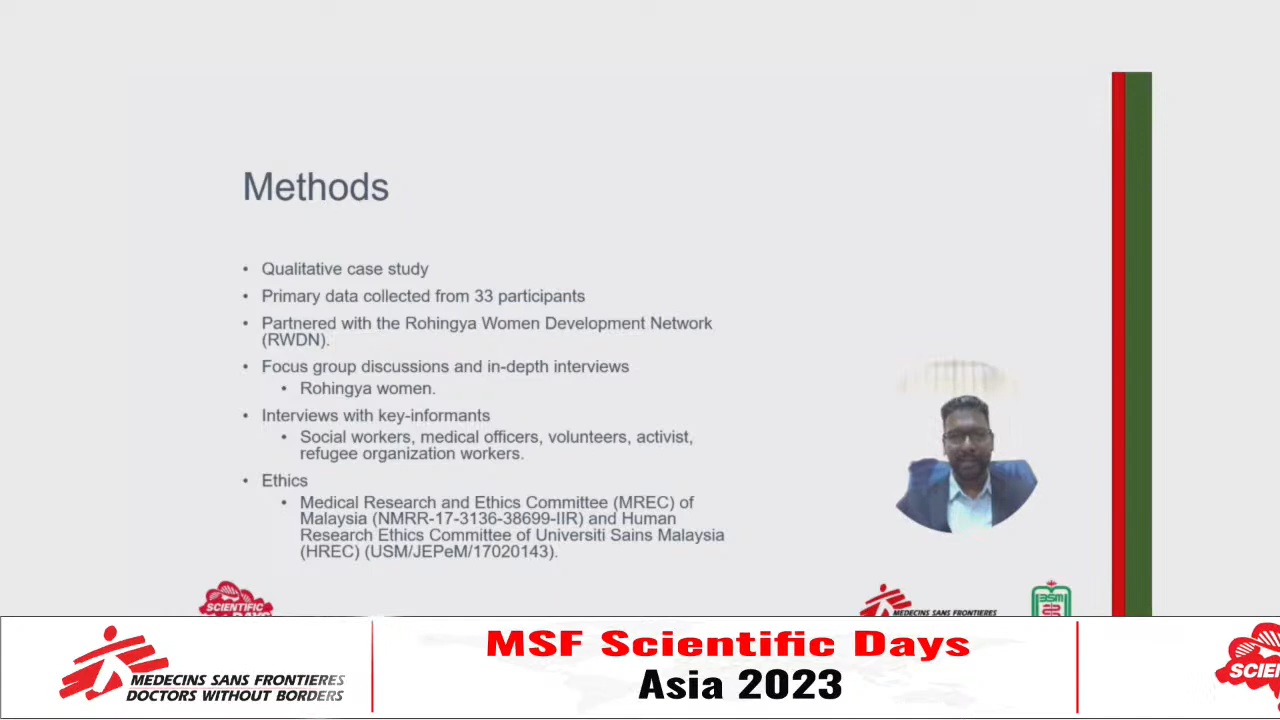 Methods
• Qualitative case study
• Primary data collected from 33 participants
• Partnered with the Rohingya Women Development Network
(RWDN).
• Focus group discussions and in-depth interviews
• Rohingya women.
• Interviews with key-informants
• Social workers, medical officers, volunteers, activist,
refugee organization workers.
• Ethics
• Medical Research and Ethics Committee (MREC) of
Malaysia (NMRR-17-3136-38699-IIR) and Human
Research Ethics Committee of Universiti Sains Malaysia
(HREC) (USM/JEPeM/17020143).
SCIENTIFIC
MEDECINS SANS FRONTIERES
BSM
MEDECINS SANS FRONTIERES
DOCTORS WITHOUT BORDERS
MSF Scientific Days
Asia 2023
SCIEN